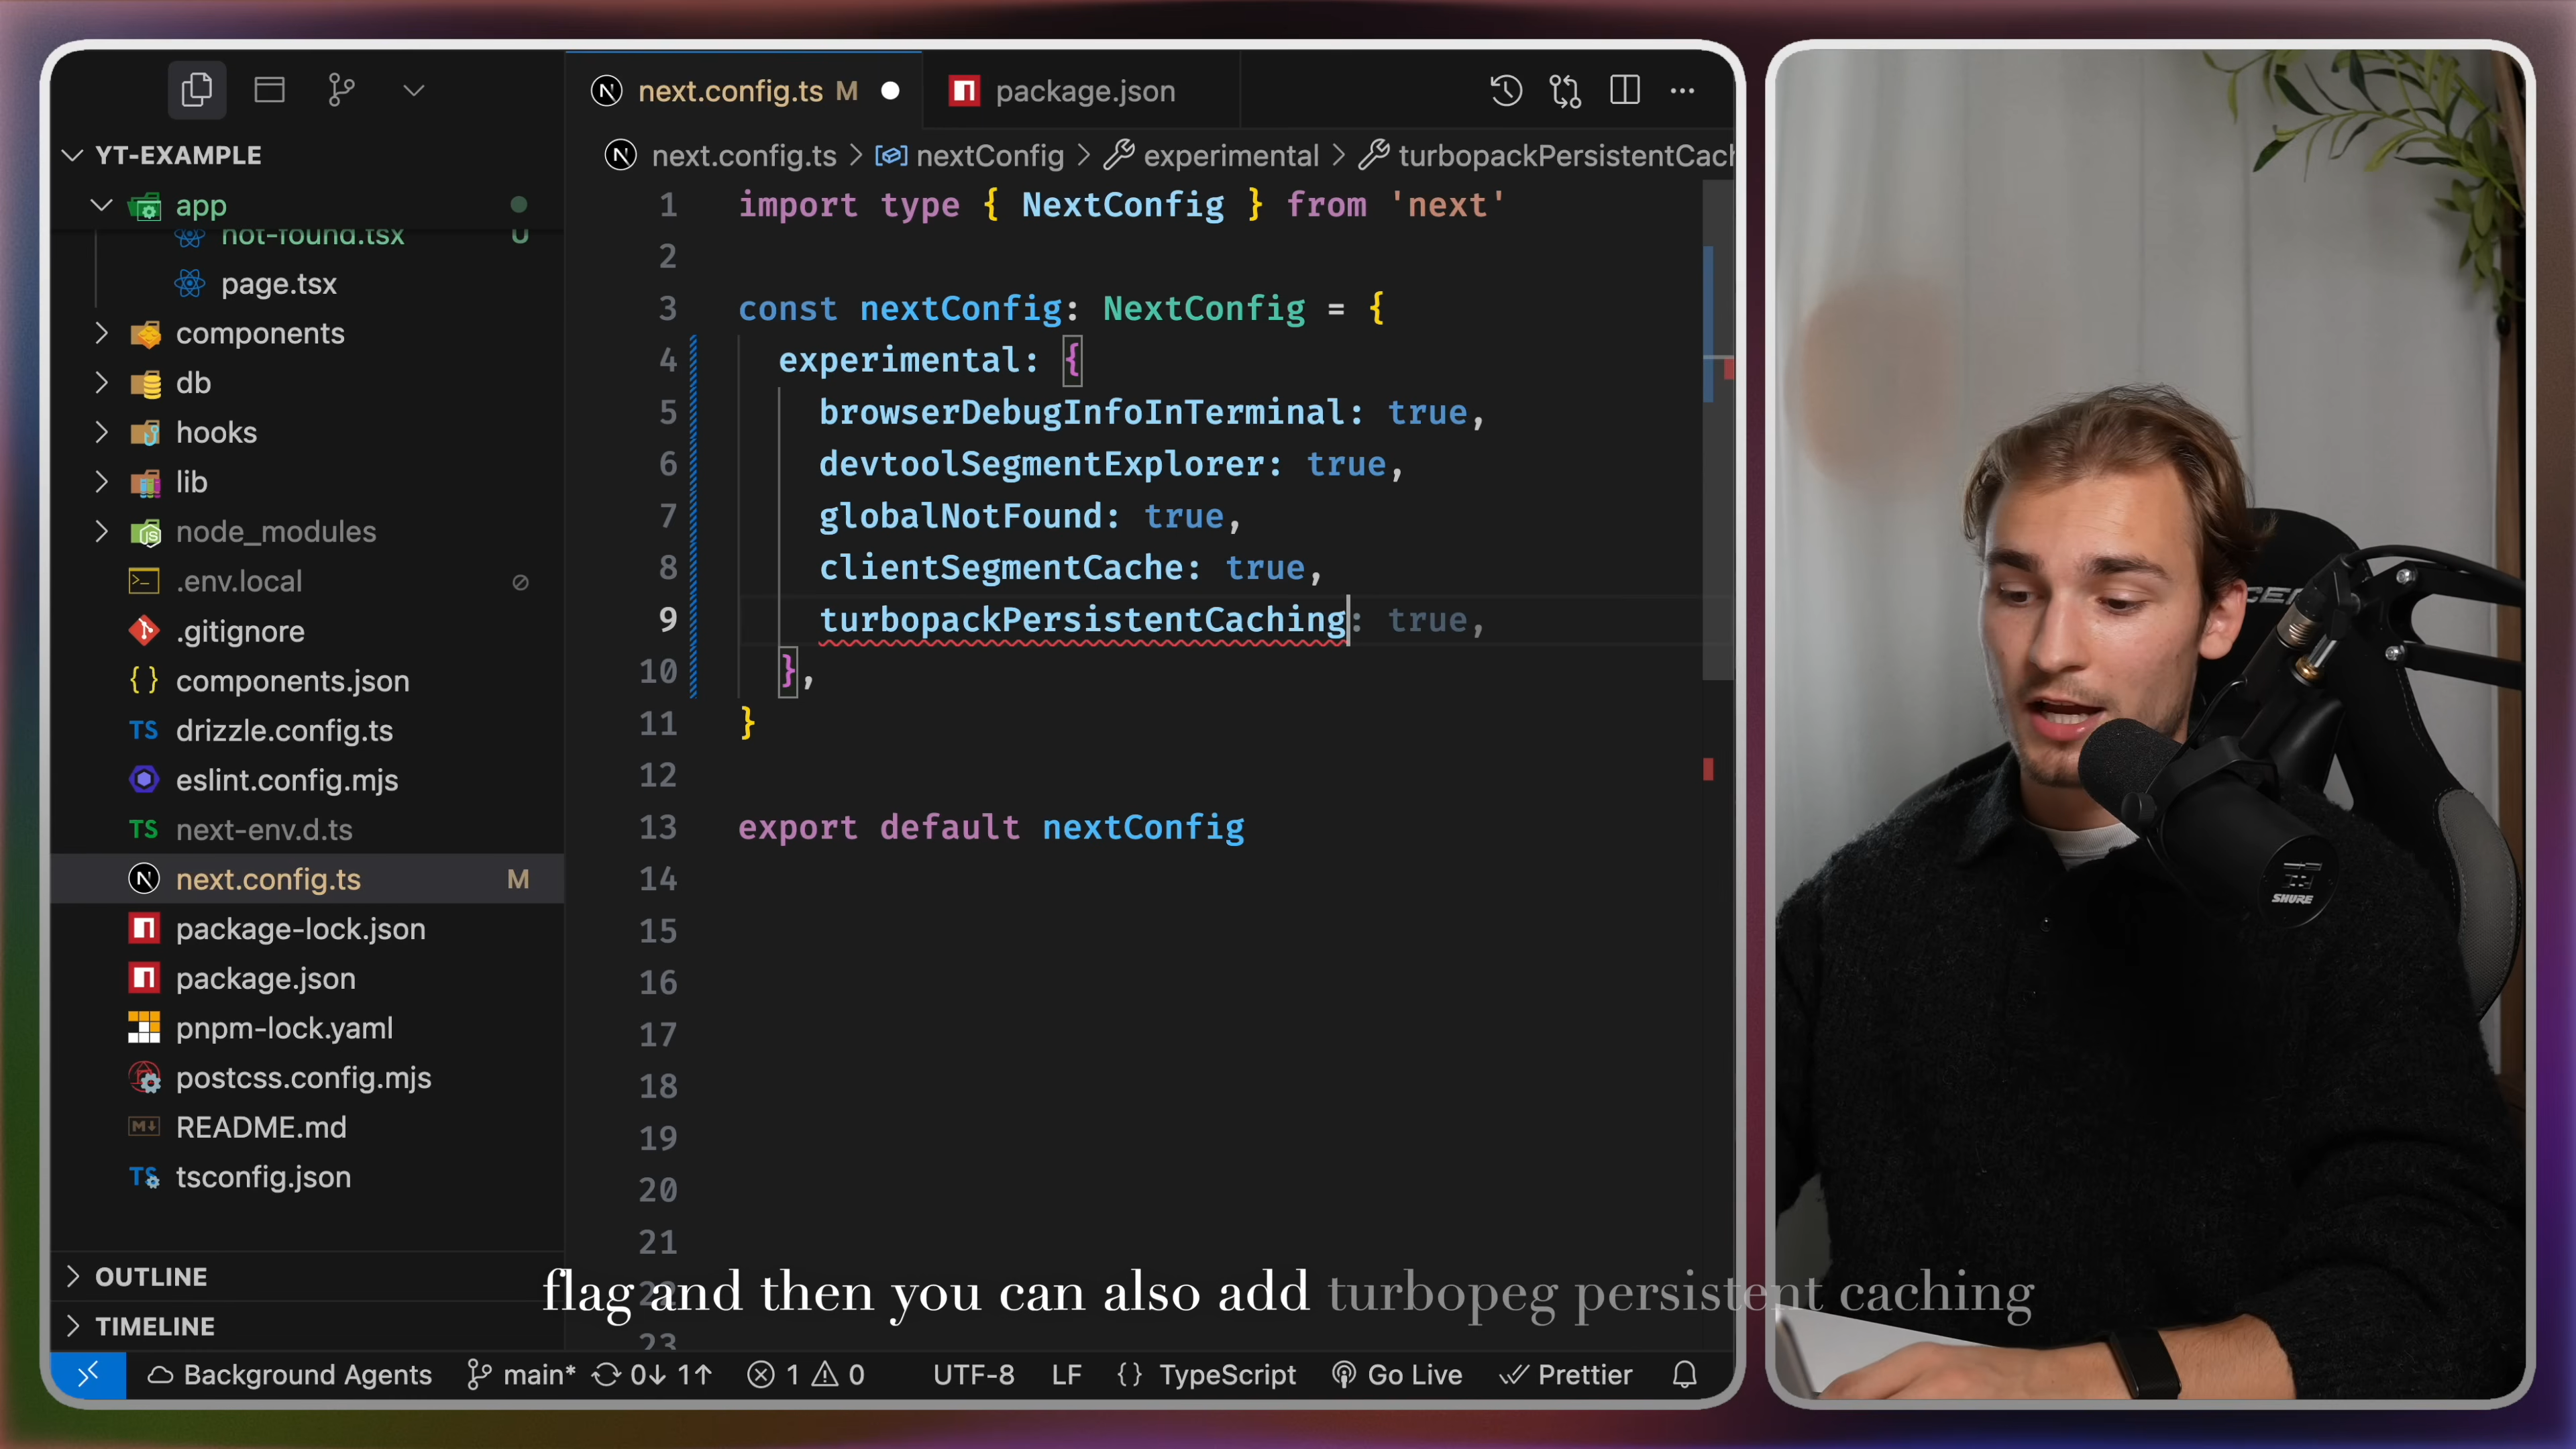 YT-EXAMPLE
app
not-found.tsx U
page.tsx
components
db
hooks
lib
node_modules
.env.local
.gitignore
components.json
drizzle.config.ts
eslint.config.mjs
next-env.d.ts
next.config.ts M
package-lock.json
package.json
pnpm-lock.yaml
postcss.config.mjs
README.md
tsconfig.json
OUTLINE
TIMELINE
next.config.ts M
package.json
next.config.ts > nextConfig > experimental > turbopackPersistentCach
1 import type { NextConfig } from 'next'
2
3 const nextConfig: NextConfig = {
4 experimental: {
5 browserDebugInfoInTerminal: true,
6 devtoolSegmentExplorer: true,
7 globalNotFound: true,
8 clientSegmentCache: true,
9 turbopackPersistentCaching: true,
10 },
11 }
12
13 export default nextConfig
14
15
16
17
18
19
20
21
22
23
flag and then you can also add turbopeg persistent caching
Background Agents main* 0↓ 1↑ 1 0 UTF-8 LF {} TypeScript Go Live Prettier
SHURE